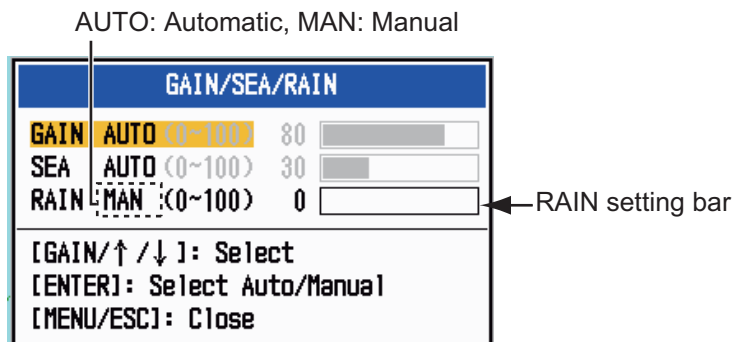 AUTO: Automatic, MAN: Manual
GAIN/SEA/RAIN
GAIN AUTO (0~100) 80
SEA AUTO (0~100) 30
RAIN MAN (0~100) 0
RAIN setting bar
[GAIN/↑/↓]: Select
[ENTER]: Select Auto/Manual
[MENU/ESC]: Close